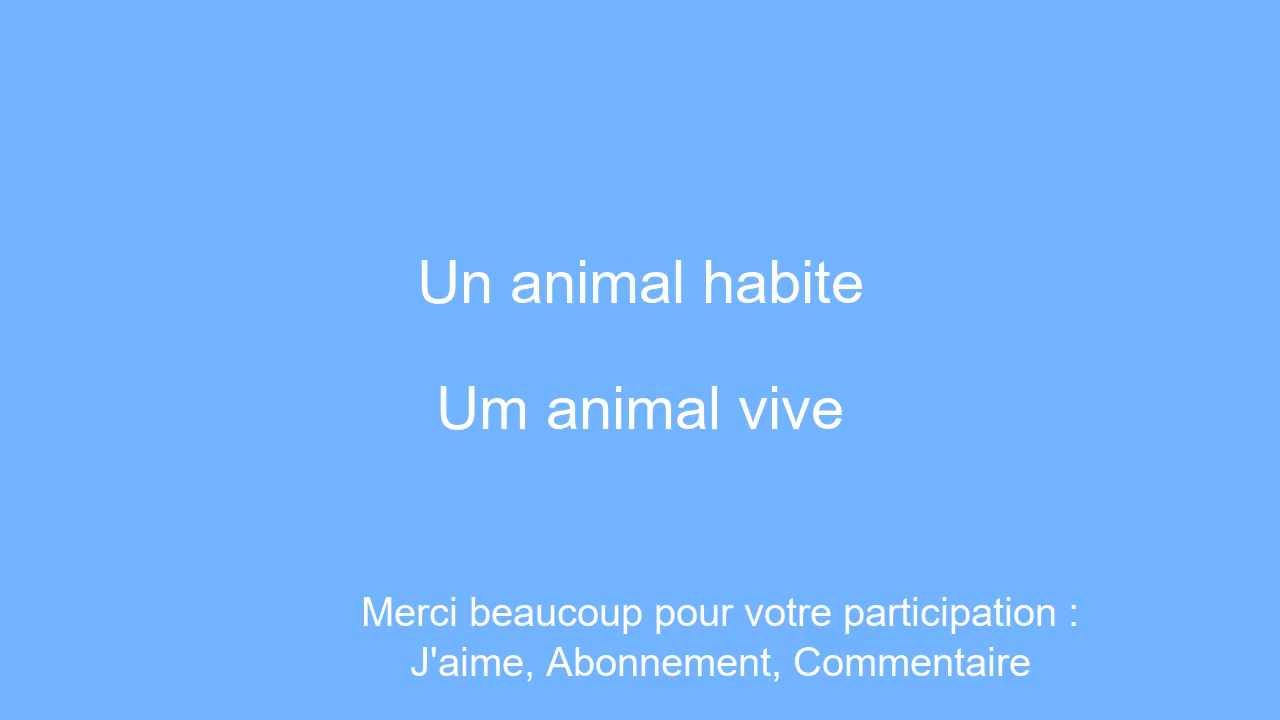 Un animal habite
Um animal vive
Merci beaucoup pour votre participation :
J'aime, Abonnement, Commentaire